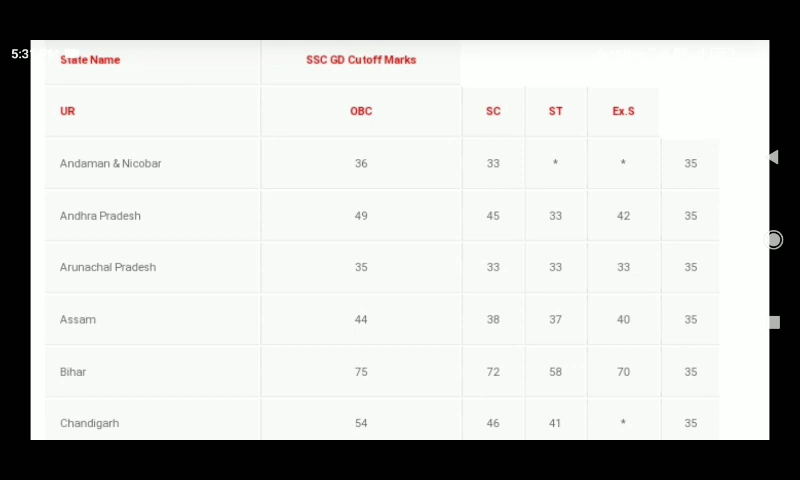 5:3
State Name SSC GD Cutoff Marks
UR OBC SC ST Ex.S
Andaman & Nicobar 36 33 * * 35
Andhra Pradesh 49 45 33 42 35
Arunachal Pradesh 35 33 33 33 35
Assam 44 38 37 40 35
Bihar 75 72 58 70 35
Chandigarh 54 46 41 * 35